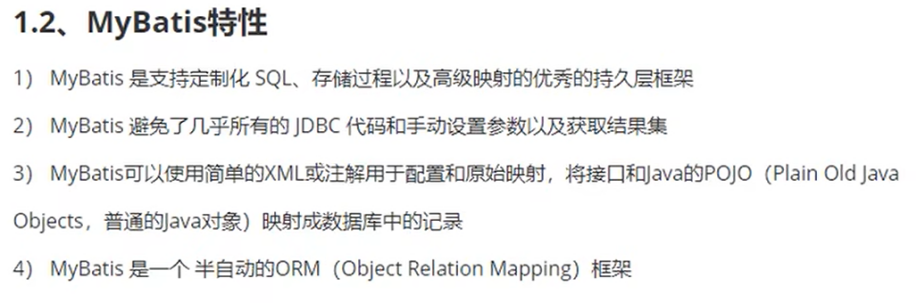 1.2、MyBatis特性
1） MyBatis 是支持定制化 SQL、存储过程以及高级映射的优秀的持久层框架
2） MyBatis 避免了几乎所有的 JDBC 代码和手动设置参数以及获取结果集
3） MyBatis可以使用简单的XML或注解用于配置和原始映射，将接口和Java的POJO（Plain Old Java
Objects，普通的Java对象）映射成数据库中的记录
4） MyBatis 是一个 半自动的ORM（Object Relation Mapping）框架